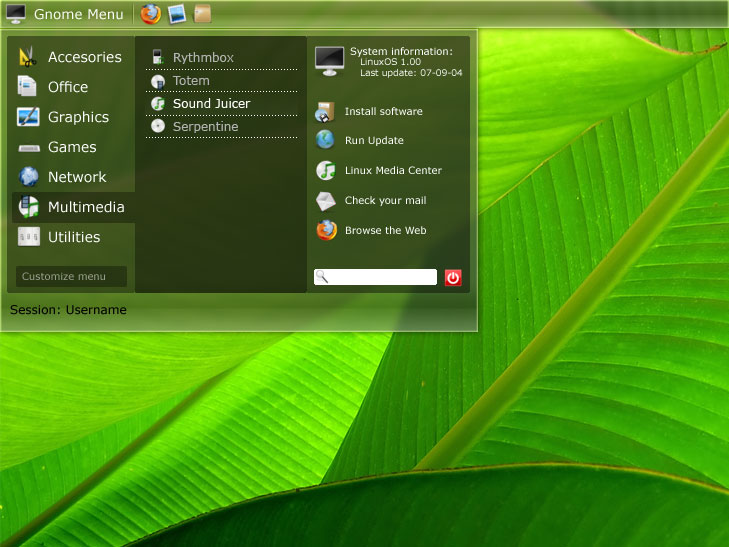 Gnome Menu
Accesories
Office
Graphics
Games
Network
Multimedia
Utilities
Customize menu
Rythmbox
Totem
Sound Juicer
Serpentine
System information:
LinuxOS 1.00
Last update: 07-09-04
Install software
Run Update
Linux Media Center
Check your mail
Browse the Web
Session: Username